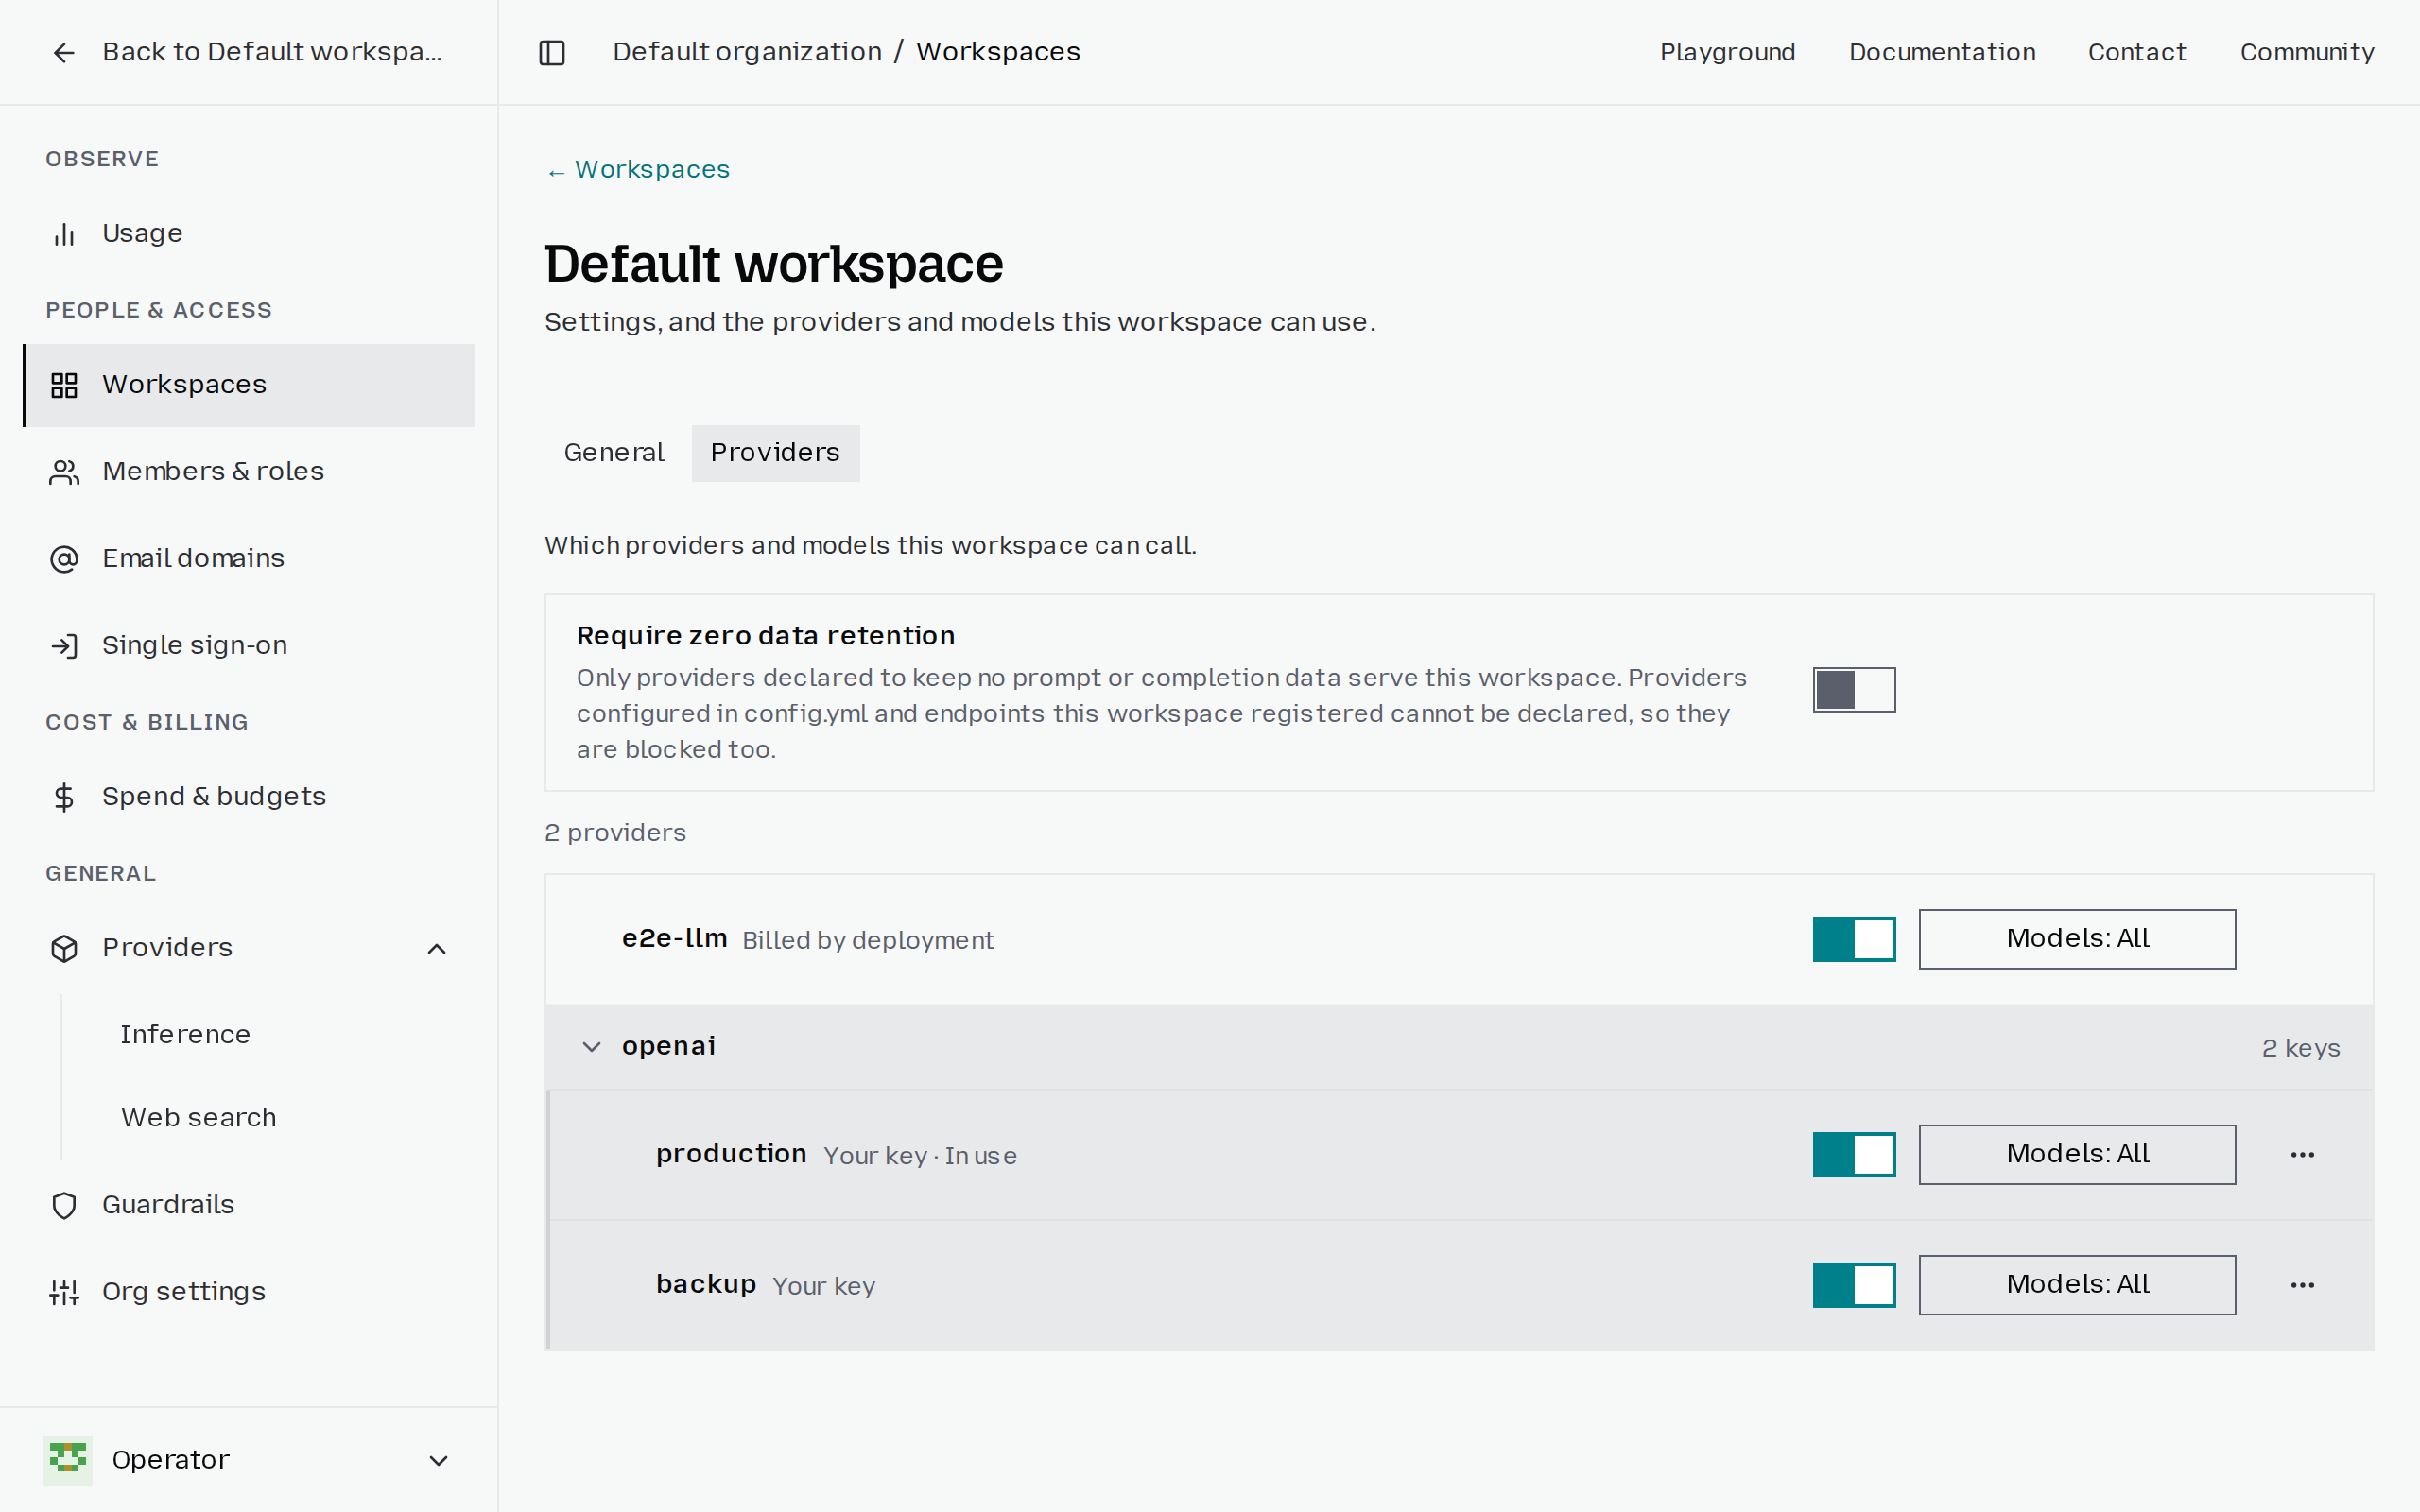 Back to Default workspa...
Default organization / Workspaces
Playground
Documentation
Contact
Community
OBSERVE
Usage
PEOPLE & ACCESS
Workspaces
Members & roles
Email domains
Single sign-on
COST & BILLING
Spend & budgets
GENERAL
Providers
Inference
Web search
Guardrails
Org settings
Operator
← Workspaces
Default workspace
Settings, and the providers and models this workspace can use.
General
Providers
Which providers and models this workspace can call.
Require zero data retention
Only providers declared to keep no prompt or completion data serve this workspace. Providers
configured in config.yml and endpoints this workspace registered cannot be declared, so they
are blocked too.
2 providers
e2e-llm Billed by deployment
Models: All
openai
2 keys
production Your key · In use
Models: All
backup Your key
Models: All